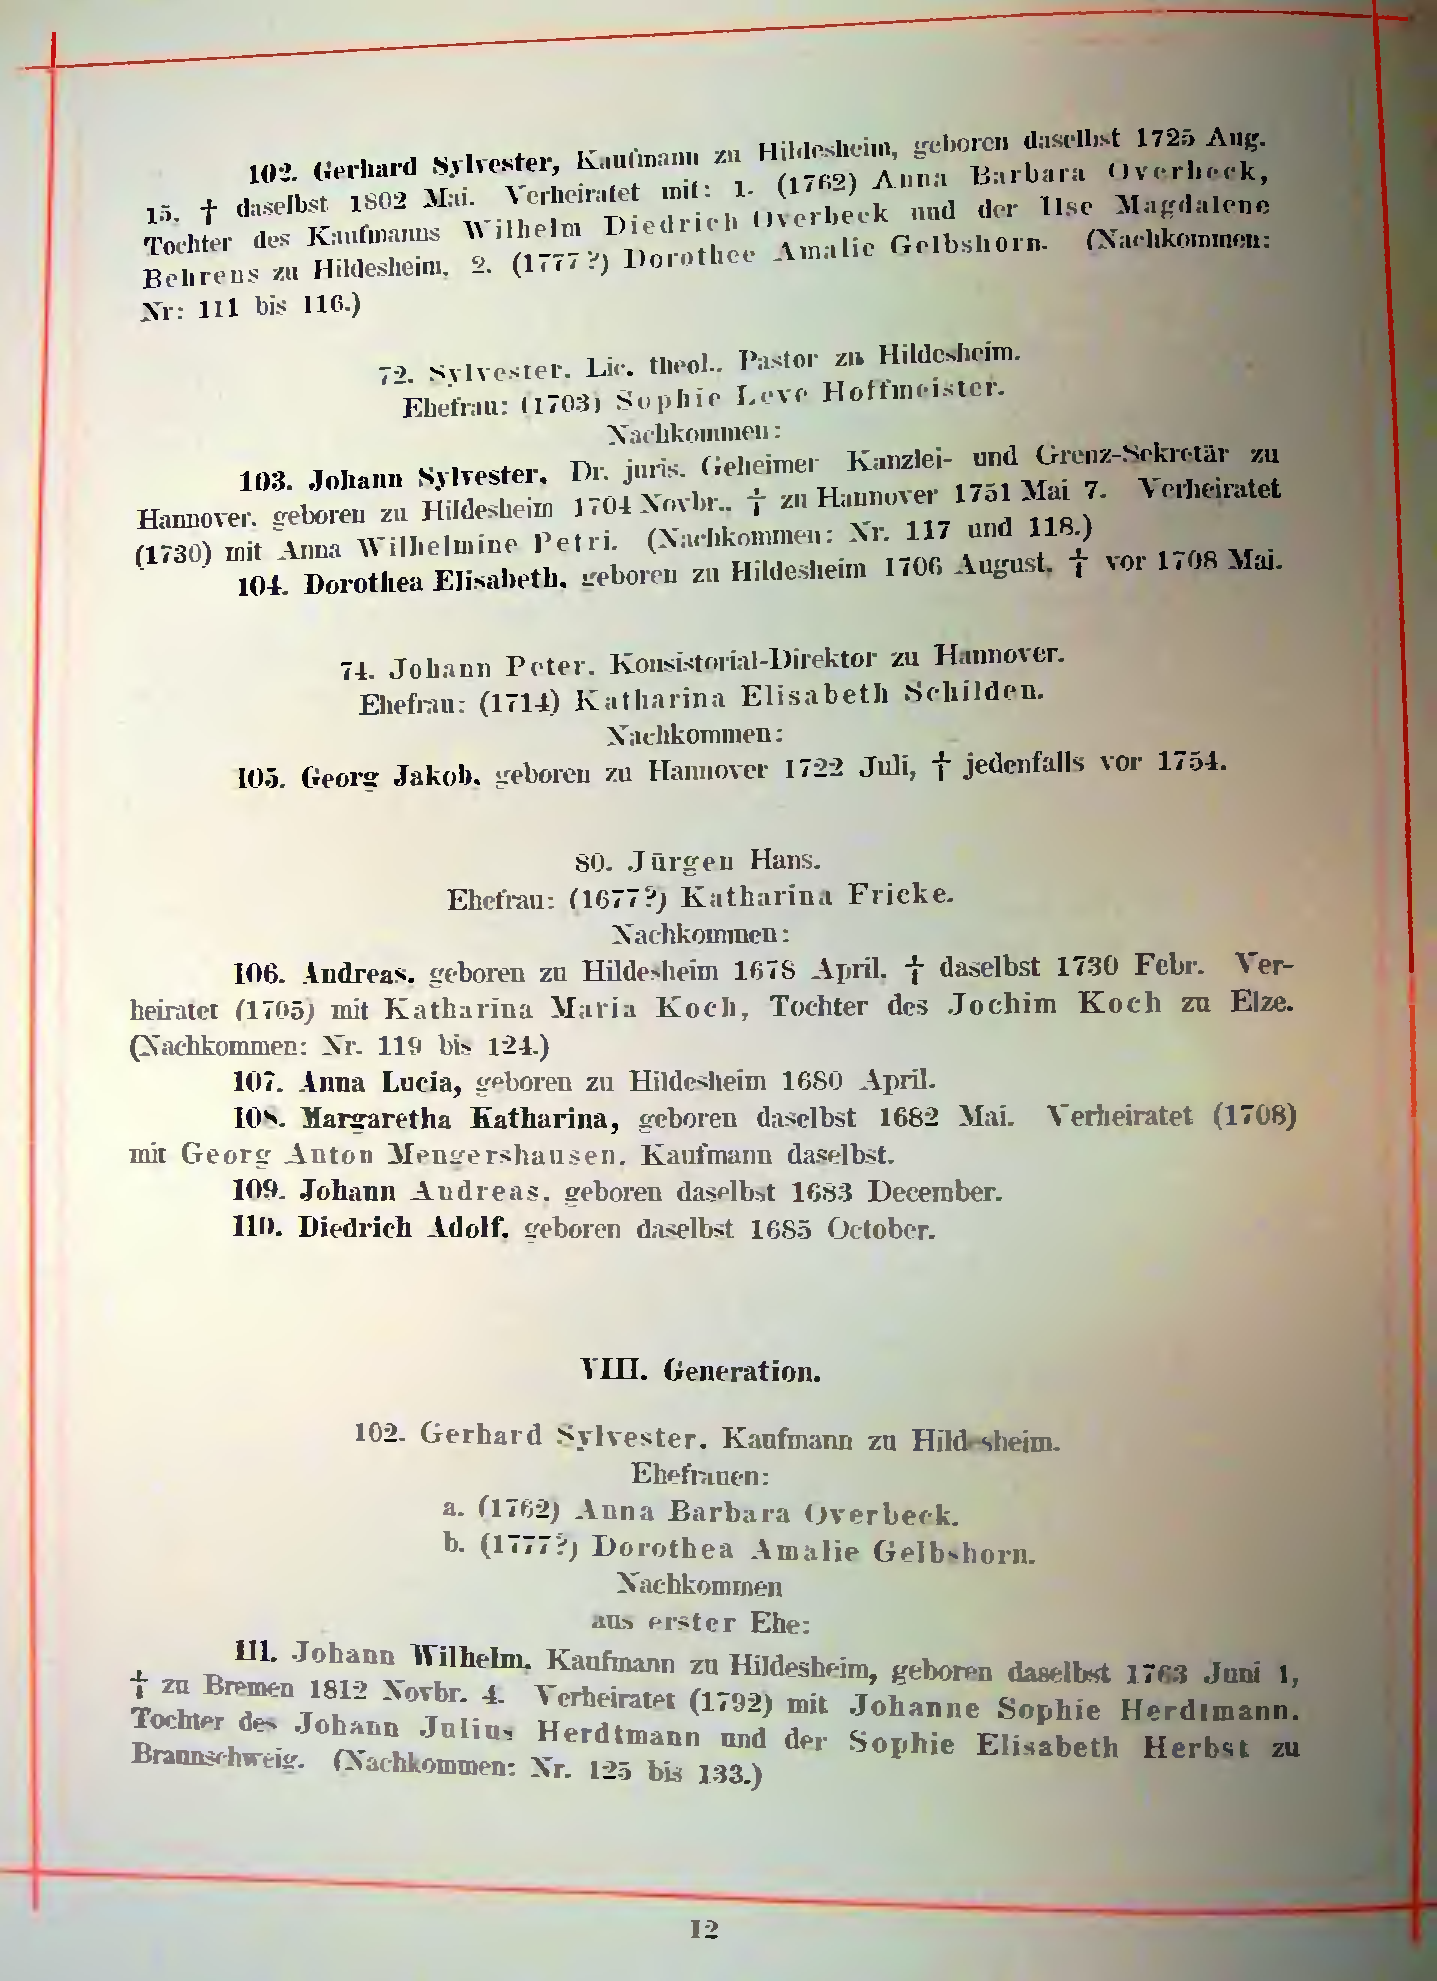 102. Gerhard Sylvester, Kaufmann zu Hildesheim, geboren daselbst 1725 Aug.
15. † daselbst 1802 Mai. Verheiratet mit: 1. (1762) Anna Barbara Overbeck,
Tochter des Kaufmanns Wilhelm Diedrich Overbeck und der Ilse Magdalene
Behrens zu Hildesheim. 2. (1777?) Dorothee Amalie Gelbshorn. (Nachkommen:
Nr: 111 bis 116.)
72. Sylvester. Lic. theol.. Pastor zu Hildesheim.
Ehefrau: (1703) Sophie Leve Hoffmeister.
Nachkommen:
103. Johann Sylvester. Dr. juris. Geheimer Kanzlei- und Grenz-Sekretär zu
Hannover. geboren zu Hildesheim 1704 Novbr.. † zu Hannover 1751 Mai 7. Verheiratet
(1730) mit Anna Wilhelmine Petri. (Nachkommen: Nr. 117 und 118.)
104. Dorothea Elisabeth. geboren zu Hildesheim 1706 August. † vor 1708 Mai.
74. Johann Peter. Konsistorial-Direktor zu Hannover.
Ehefrau: (1714) Katharina Elisabeth Schilden.
Nachkommen:
105. Georg Jakob. geboren zu Hannover 1722 Juli, † jedenfalls vor 1754.
80. Jürgen Hans.
Ehefrau: (1677?) Katharina Fricke.
Nachkommen:
106. Andreas. geboren zu Hildesheim 1678 April. † daselbst 1730 Febr. Ver-
heiratet (1705) mit Katharina Maria Koch, Tochter des Jochim Koch zu Elze.
(Nachkommen: Nr. 119 bis 124.)
107. Anna Lucia, geboren zu Hildesheim 1680 April.
108. Margaretha Katharina, geboren daselbst 1682 Mai. Verheiratet (1708)
mit Georg Anton Mengershausen. Kaufmann daselbst.
109. Johann Andreas. geboren daselbst 1683 December.
110. Diedrich Adolf. geboren daselbst 1685 October.
VIII. Generation.
102. Gerhard Sylvester. Kaufmann zu Hildesheim.
Ehefrauen:
a. (1762) Anna Barbara Overbeck.
b. (1777?) Dorothea Amalie Gelbshorn.
Nachkommen
aus erster Ehe:
111. Johann Wilhelm. Kaufmann zu Hildesheim, geboren daselbst 1763 Juni 1,
† zu Bremen 1812 Novbr. 4. Verheiratet (1792) mit Johanne Sophie Herdtmann.
Tochter des Johann Julius Herdtmann und der Sophie Elisabeth Herbst zu
Braunschweig. (Nachkommen: Nr. 125 bis 133.)
12